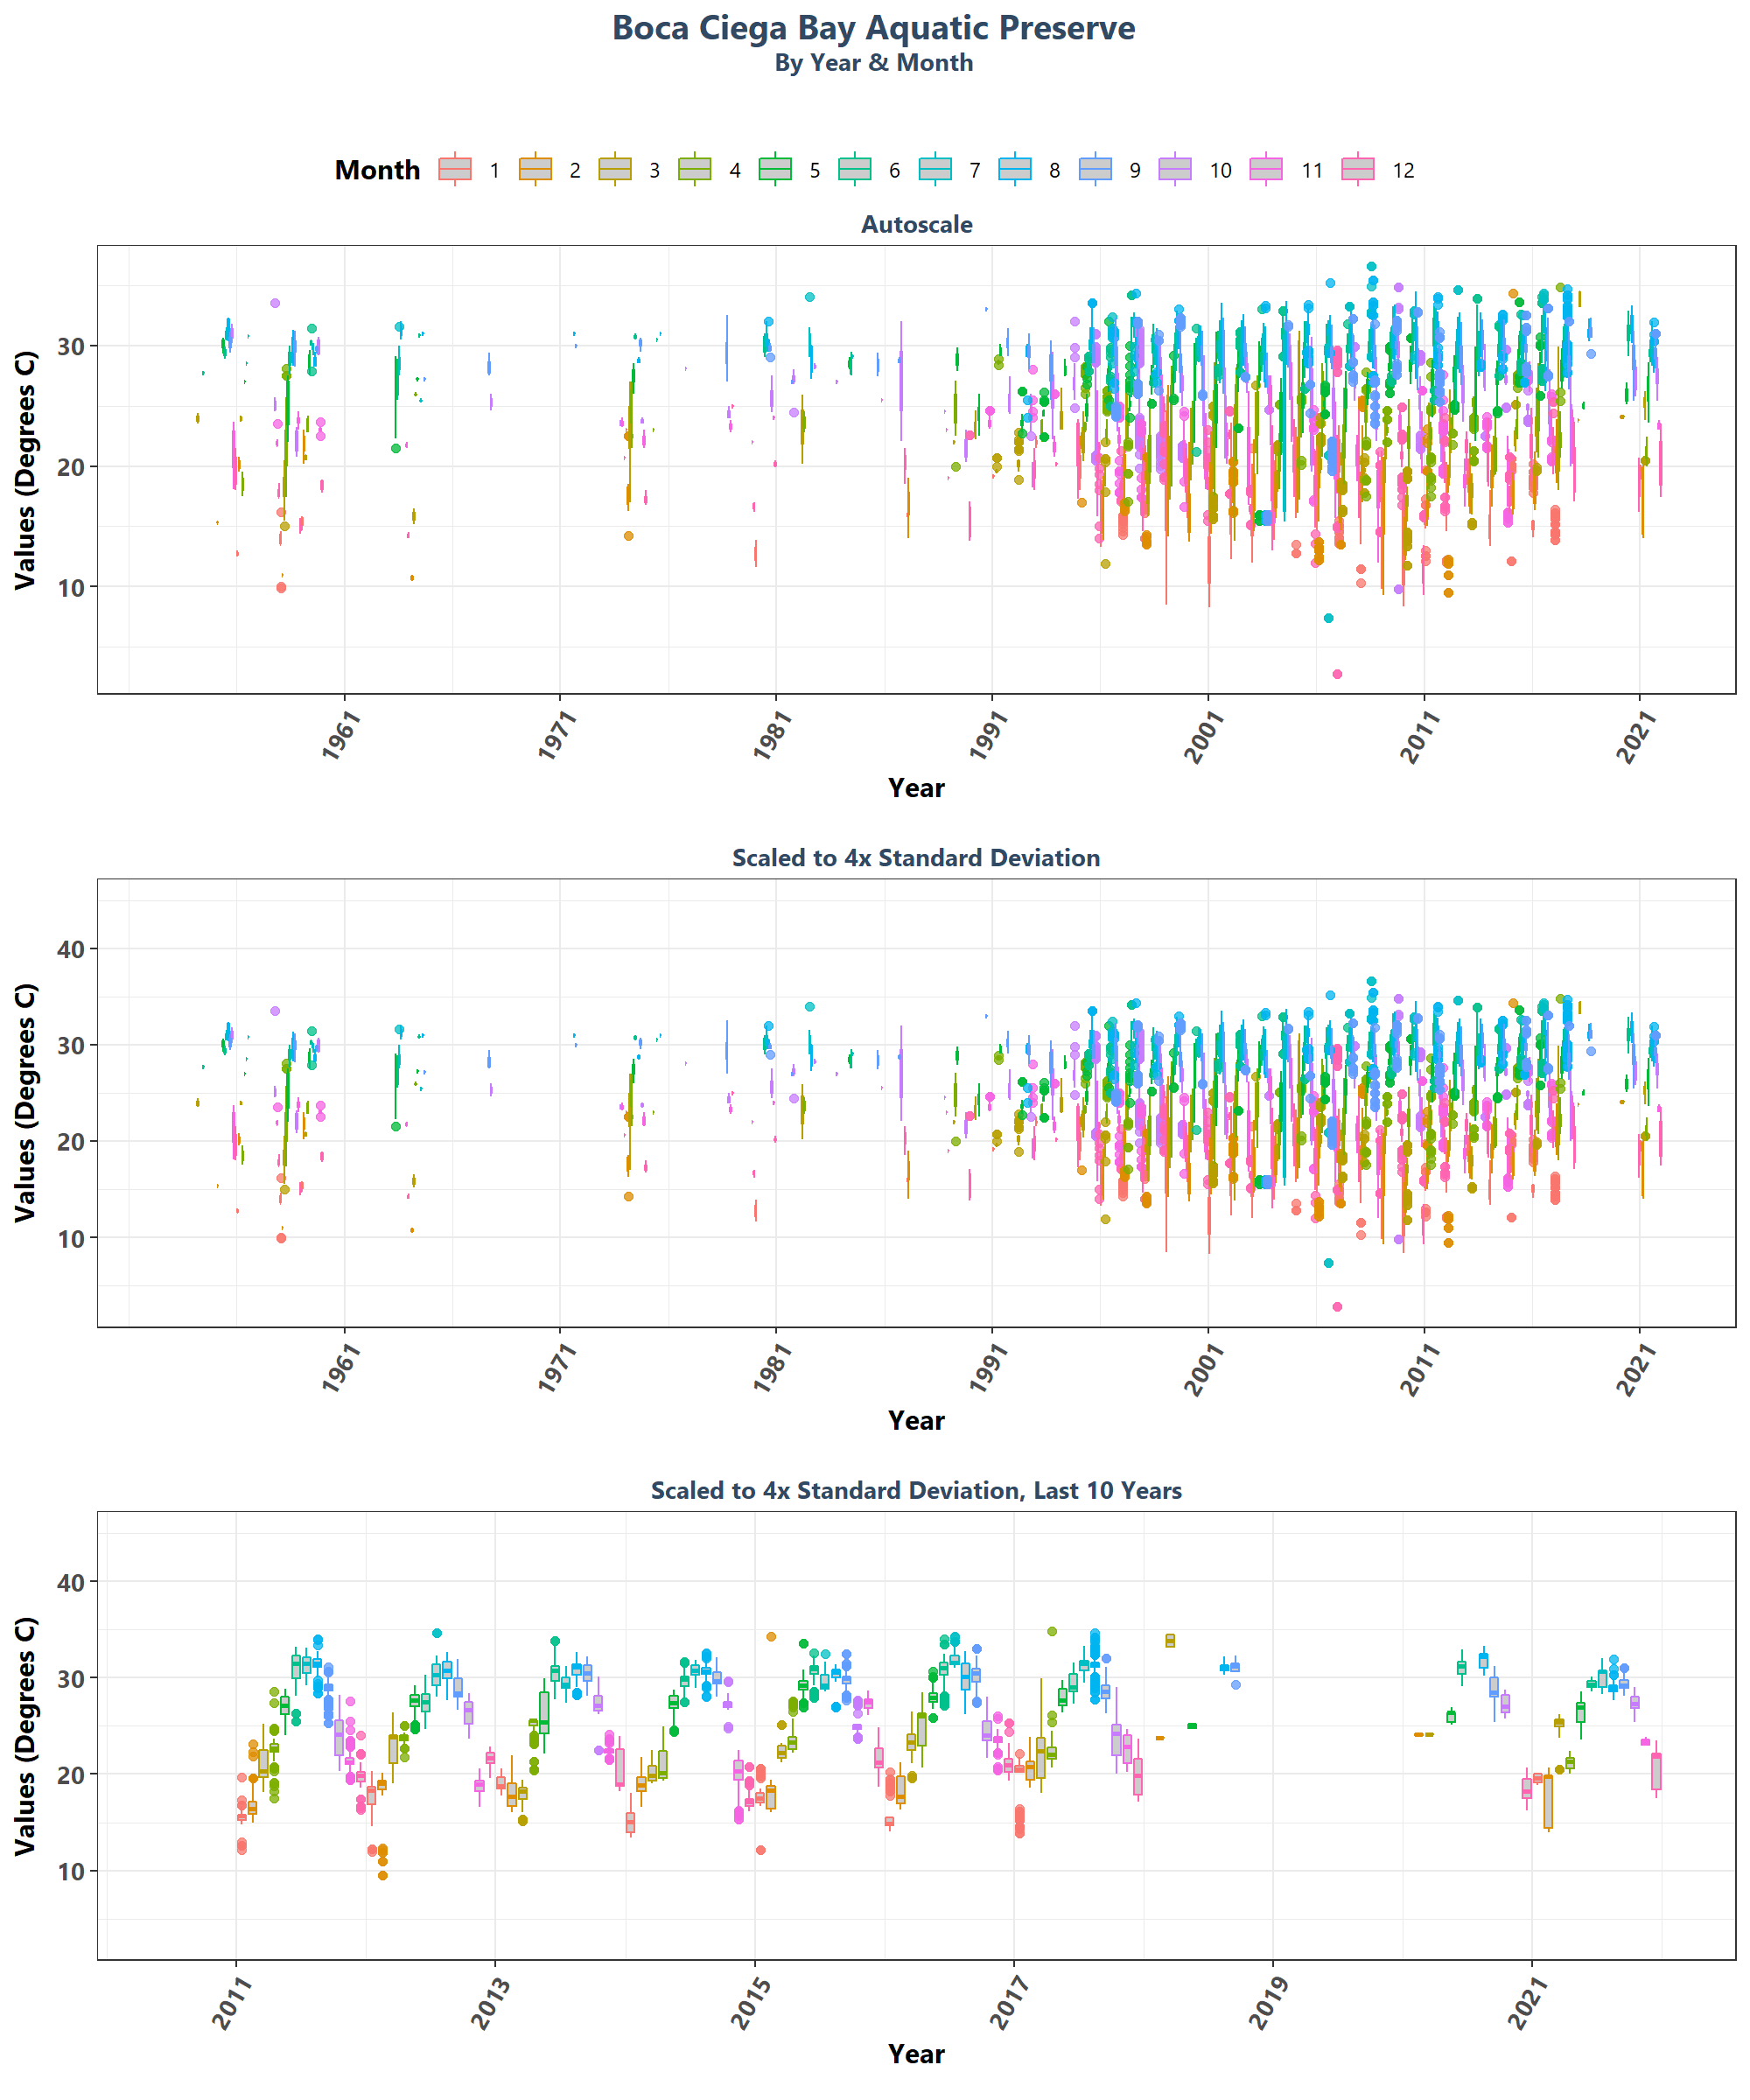 Boca Ciega Bay Aquatic Preserve
By Year & Month
Month 1 2 3 4 5 6 7 8 9 10 11 12
Autoscale
Values (Degrees C)
30
20
10
1961 1971 1981 1991 2001 2011 2021
Year
Scaled to 4x Standard Deviation
Values (Degrees C)
40
30
20
10
1961 1971 1981 1991 2001 2011 2021
Year
Scaled to 4x Standard Deviation, Last 10 Years
Values (Degrees C)
40
30
20
10
2011 2013 2015 2017 2019 2021
Year